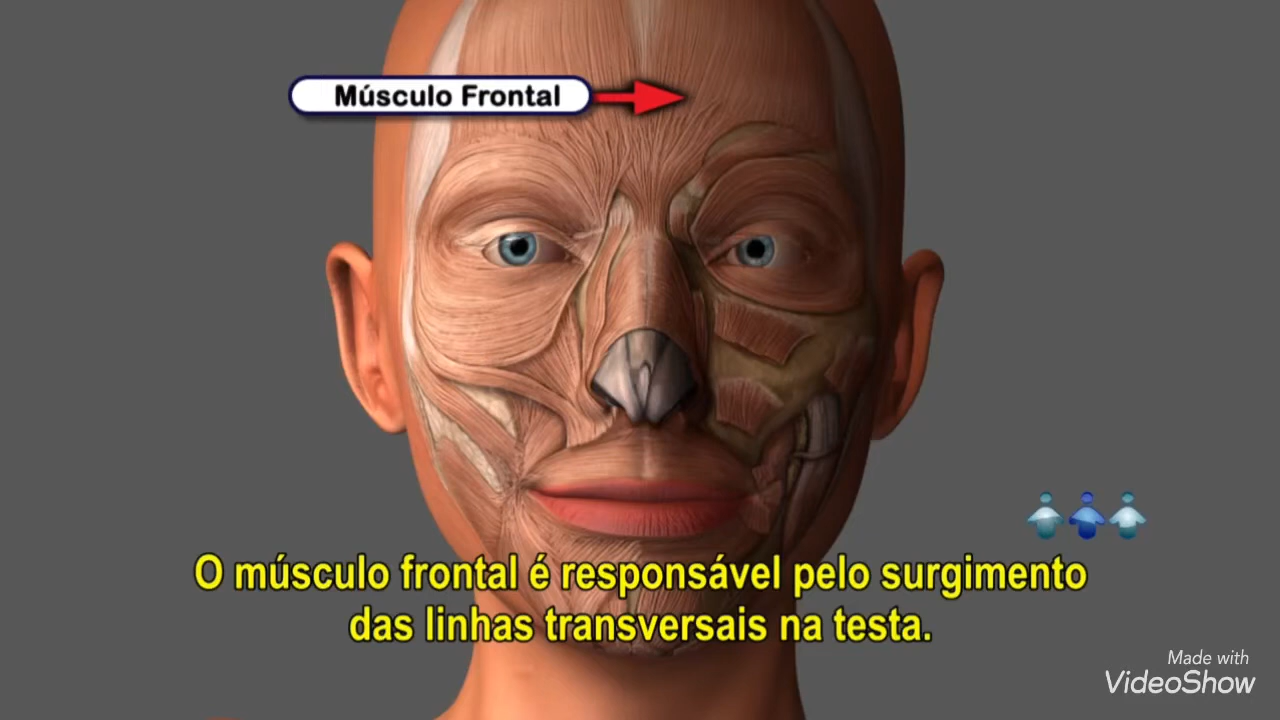 Músculo Frontal
O músculo frontal é responsável pelo surgimento
das linhas transversais na testa.
Made with
VideoShow